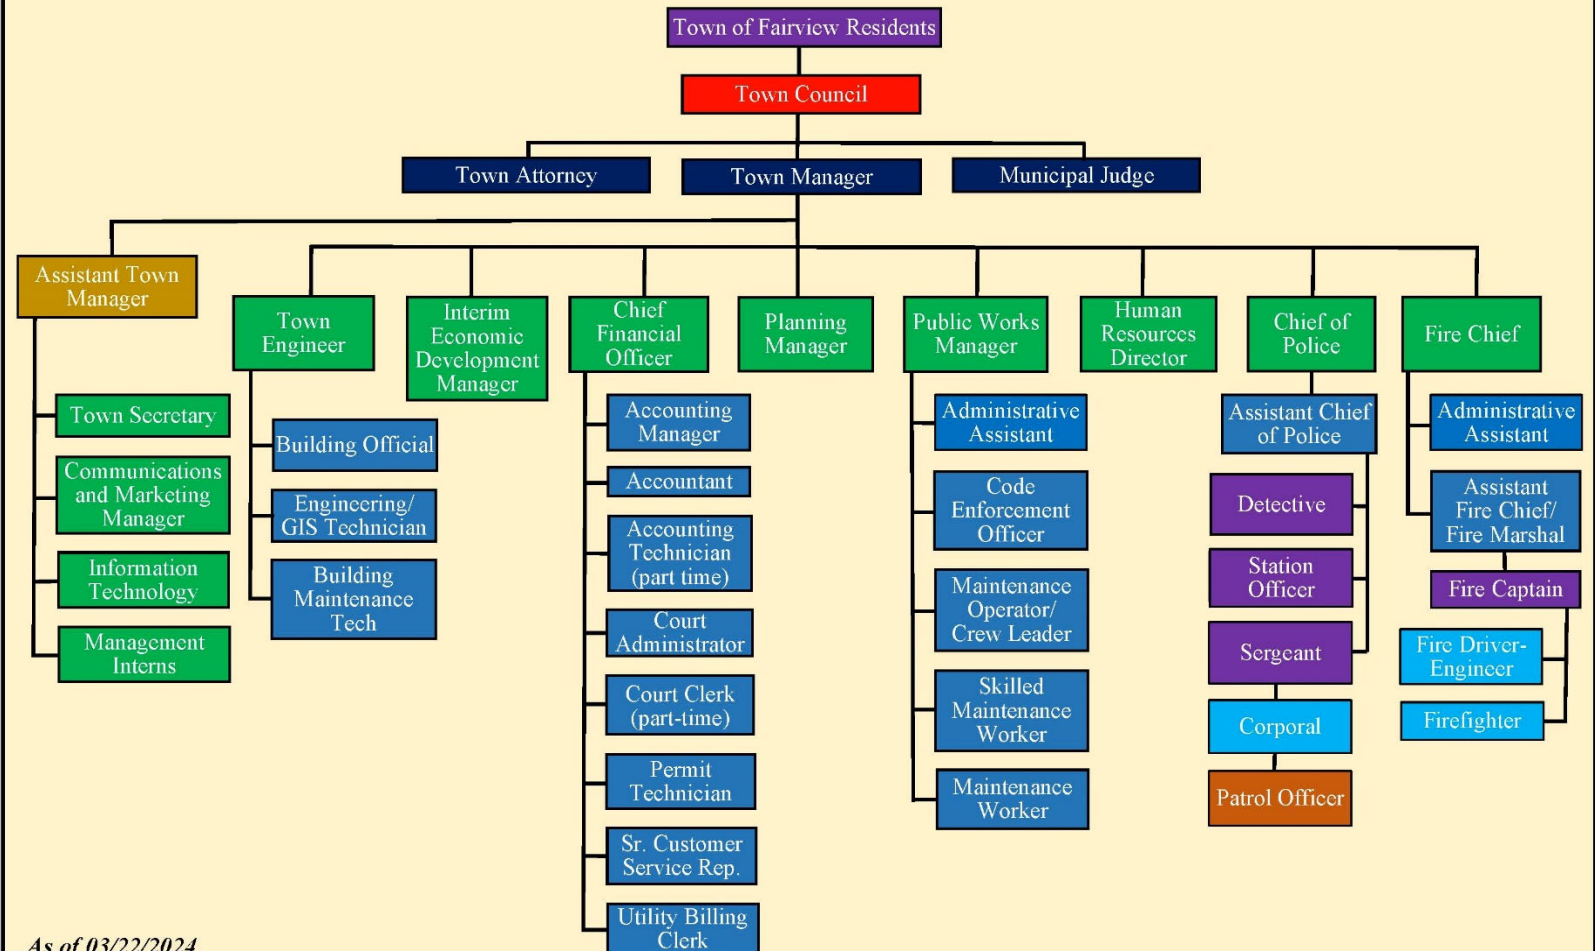 Town of Fairview Residents
Town Council
Town Attorney
Town Manager
Municipal Judge
Assistant Town
Manager
Town Secretary
Communications
and Marketing
Manager
Information
Technology
Management
Interns
Town
Engineer
Building Official
Engineering/
GIS Technician
Building
Maintenance
Tech
Interim
Economic
Development
Manager
Chief
Financial
Officer
Accounting
Manager
Accountant
Accounting
Technician
(part time)
Court
Administrator
Court Clerk
(part-time)
Permit
Technician
Sr. Customer
Service Rep.
Utility Billing
Clerk
Planning
Manager
Public Works
Manager
Administrative
Assistant
Code
Enforcement
Officer
Maintenance
Operator/
Crew Leader
Skilled
Maintenance
Worker
Maintenance
Worker
Human
Resources
Director
Chief of
Police
Assistant Chief
of Police
Detective
Station
Officer
Sergeant
Corporal
Patrol Officer
Fire Chief
Administrative
Assistant
Assistant
Fire Chief/
Fire Marshal
Fire Captain
Fire Driver-
Engineer
Firefighter
As of 03/22/2024